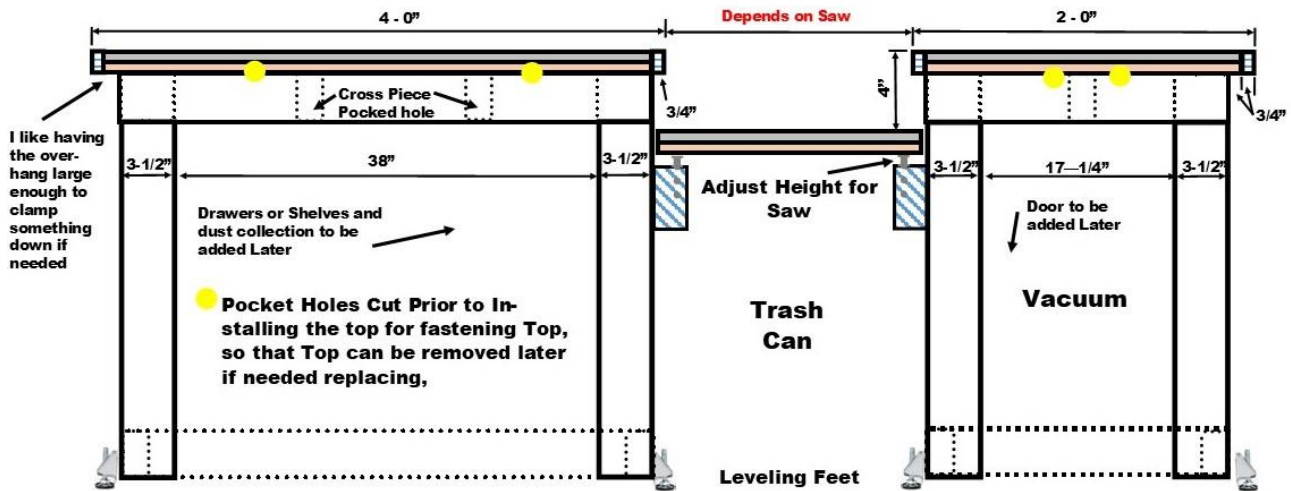 4 - 0”
Depends on Saw
2 - 0”
Cross Piece
Pocked hole
3/4”
4”
3/4”
I like having
the over-
hang large
enough to
clamp
something
down if
needed
3-1/2”
38”
3-1/2”
Adjust Height for
Saw
3-1/2”
17—1/4”
3-1/2”
Drawers or Shelves and
dust collection to be
added Later
Door to be
added Later
Pocket Holes Cut Prior to In-
stalling the top for fastening Top,
so that Top can be removed later
if needed replacing,
Trash
Can
Vacuum
Leveling Feet